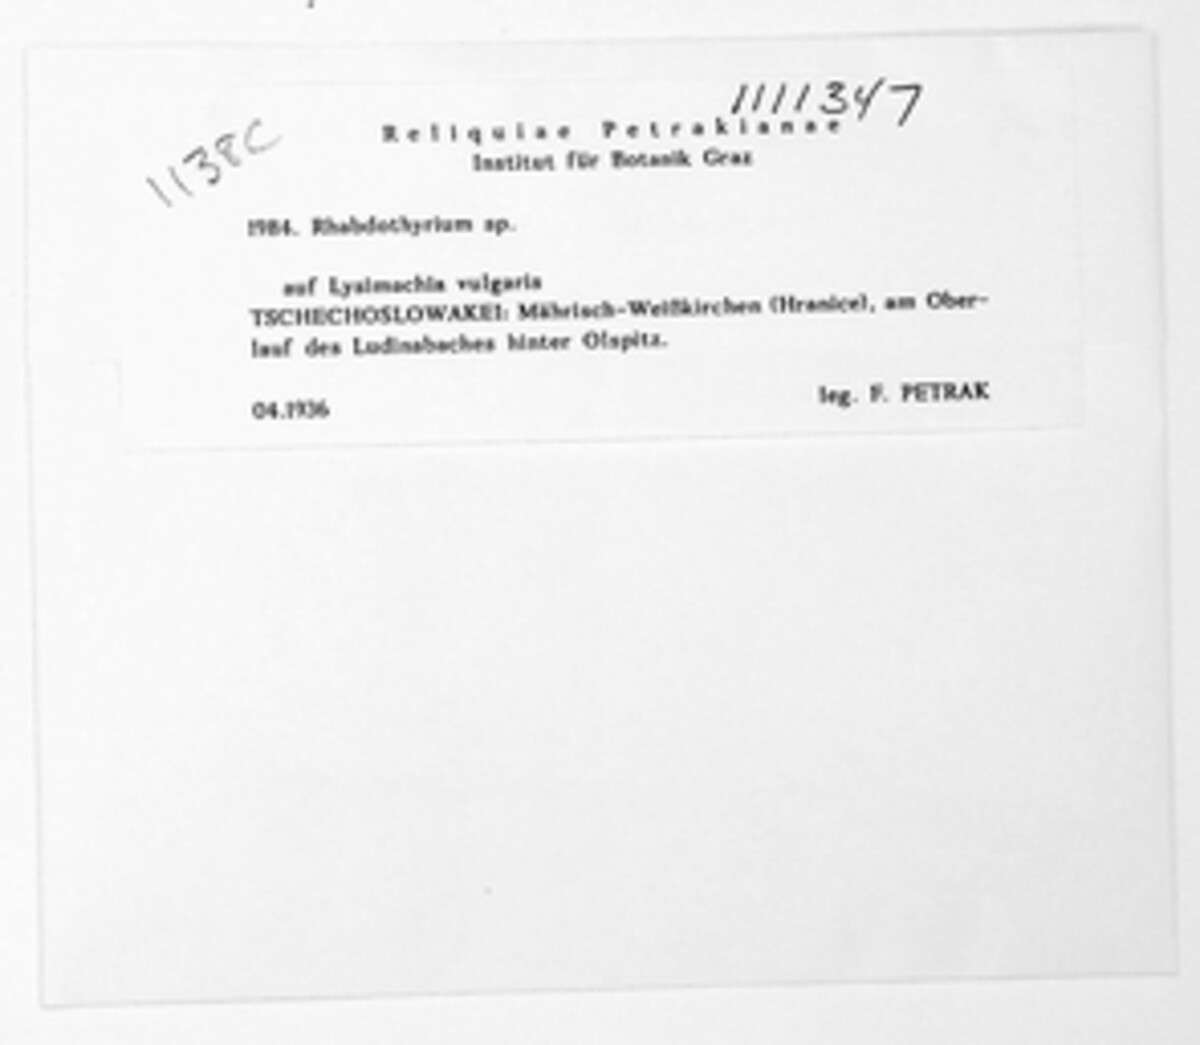 1111347
1138C
Reliquiae Petrakianae
Institut für Botanik Graz
1984. Rhabdothyrium sp.
auf Lysimachia vulgaris
TSCHECHOSLOWAKEI: Mährisch-Weißkirchen (Hranice), am Ober-
lauf des Ludinabaches hinter Olspitz.
04.1936
leg. F. PETRAK